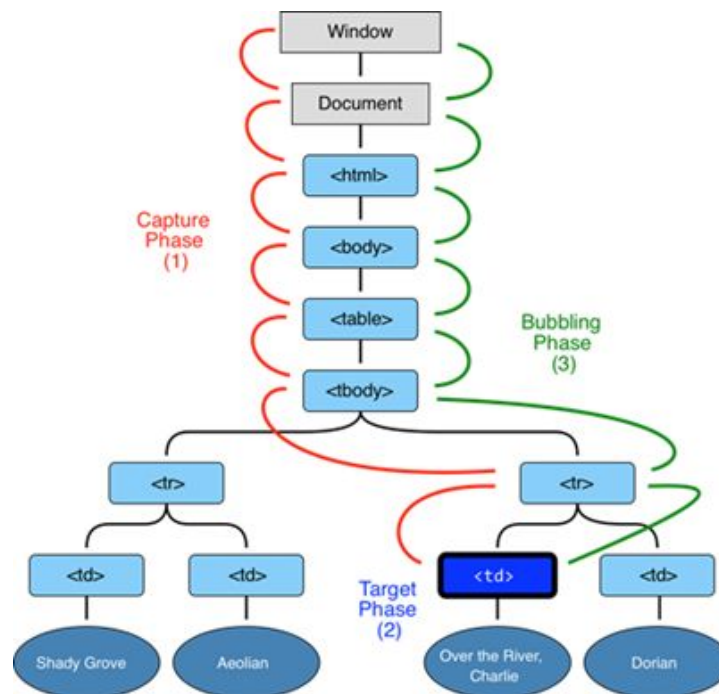 Window
Document
<html>
Capture
Phase
(1)
<body>
<table>
Bubbling
Phase
(3)
<tbody>
<tr>
<tr>
<td>
<td>
<td>
<td>
Target
Phase
(2)
Shady Grove
Aeolian
Over the River,
Charlie
Dorian